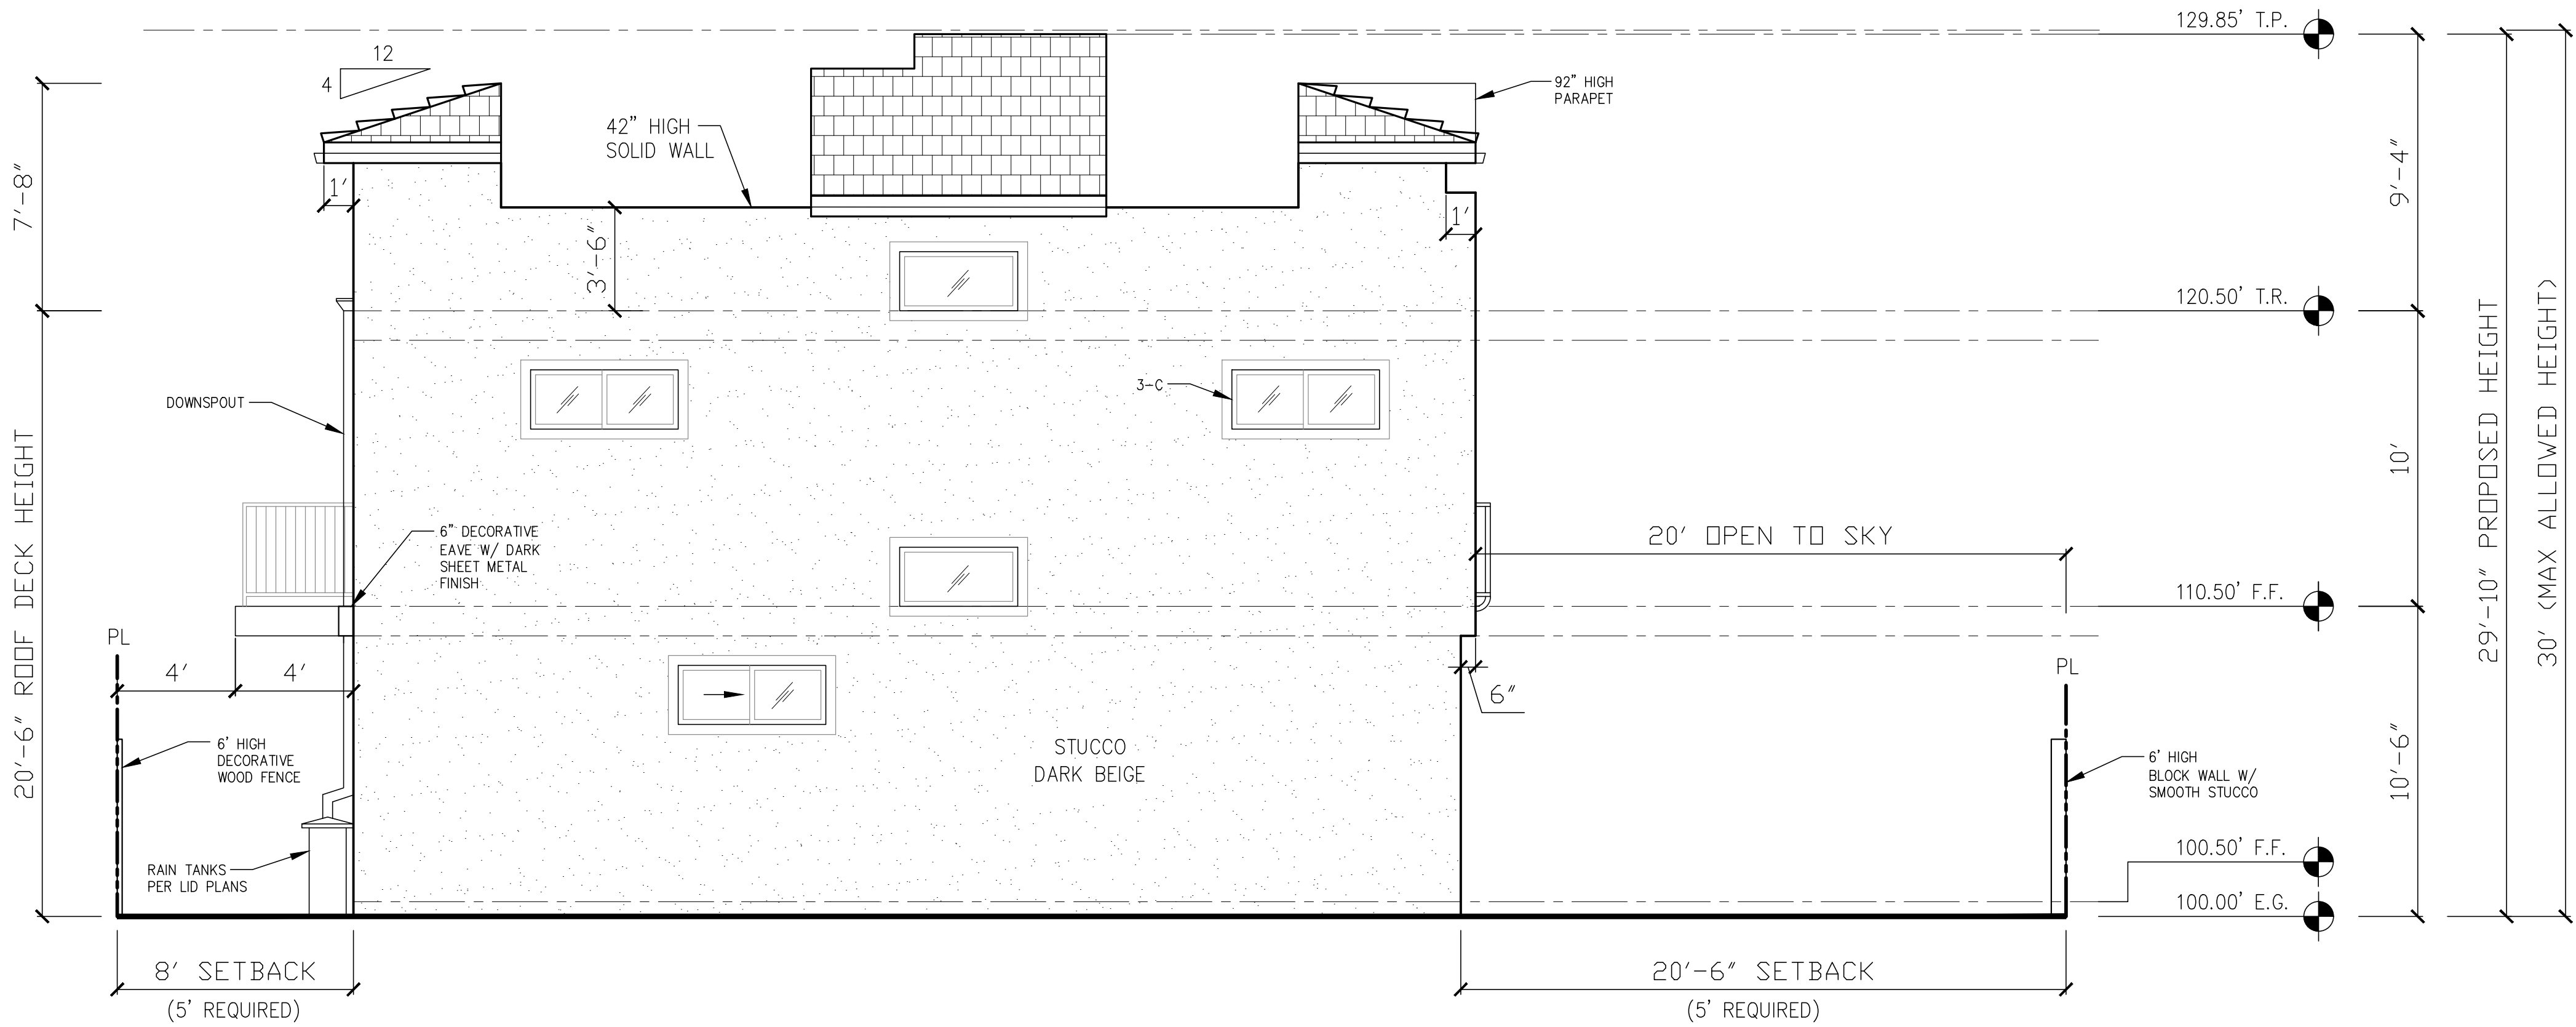 129.85' T.P.
12
4
92" HIGH
PARAPET
42" HIGH
SOLID WALL
7'-8"
9'-4"
1'
1'
3'-6"
120.50' T.R.
3-C
DOWNSPOUT
20'-6" ROOF DECK HEIGHT
10'
29'-10" PROPOSED HEIGHT
30' (MAX ALLOWED HEIGHT)
6" DECORATIVE
EAVE W/ DARK
SHEET METAL
FINISH
20' OPEN TO SKY
110.50' F.F.
PL
4'
4'
PL
6"
6' HIGH
DECORATIVE
WOOD FENCE
STUCCO
DARK BEIGE
6' HIGH
BLOCK WALL W/
SMOOTH STUCCO
10'-6"
RAIN TANKS
PER LID PLANS
100.50' F.F.
100.00' E.G.
8' SETBACK
(5' REQUIRED)
20'-6" SETBACK
(5' REQUIRED)